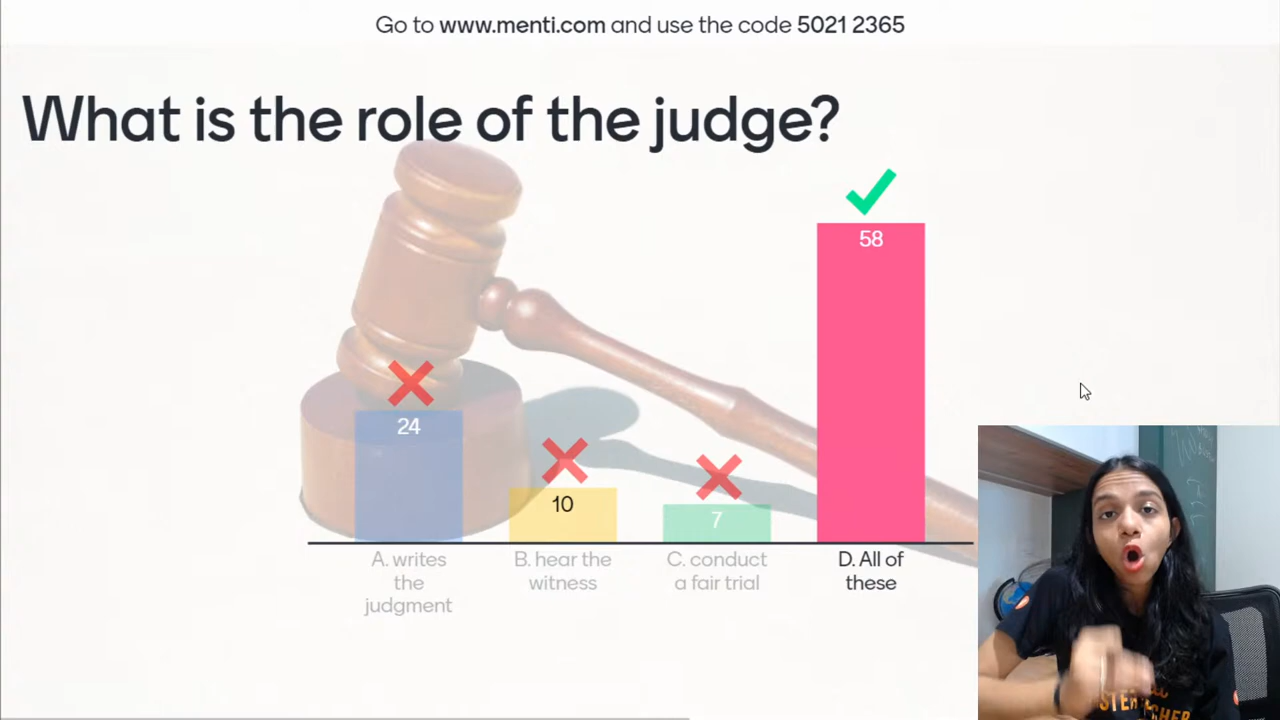 Go to www.menti.com and use the code 5021 2365
What is the role of the judge?
58
24
10
7
A. writes
the
judgment
B. hear the
witness
C. conduct
a fair trial
D. All of
these